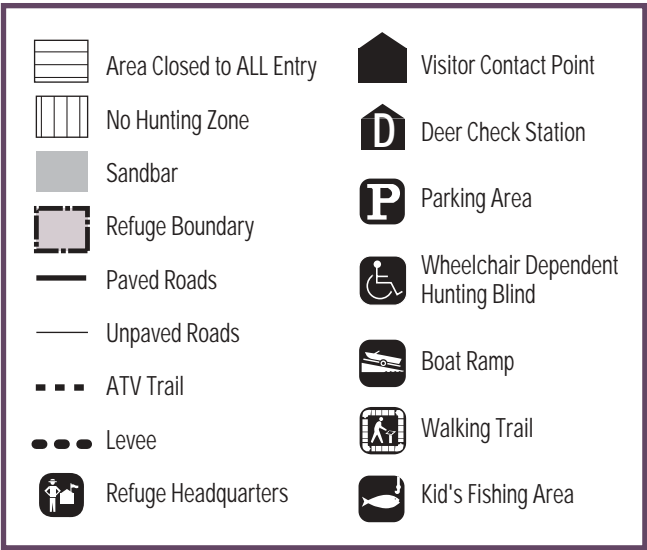 Area Closed to ALL Entry
No Hunting Zone
Sandbar
Refuge Boundary
Paved Roads
Unpaved Roads
ATV Trail
Levee
Refuge Headquarters
Visitor Contact Point
D
Deer Check Station
P
Parking Area
Wheelchair Dependent
Hunting Blind
Boat Ramp
Walking Trail
Kid's Fishing Area